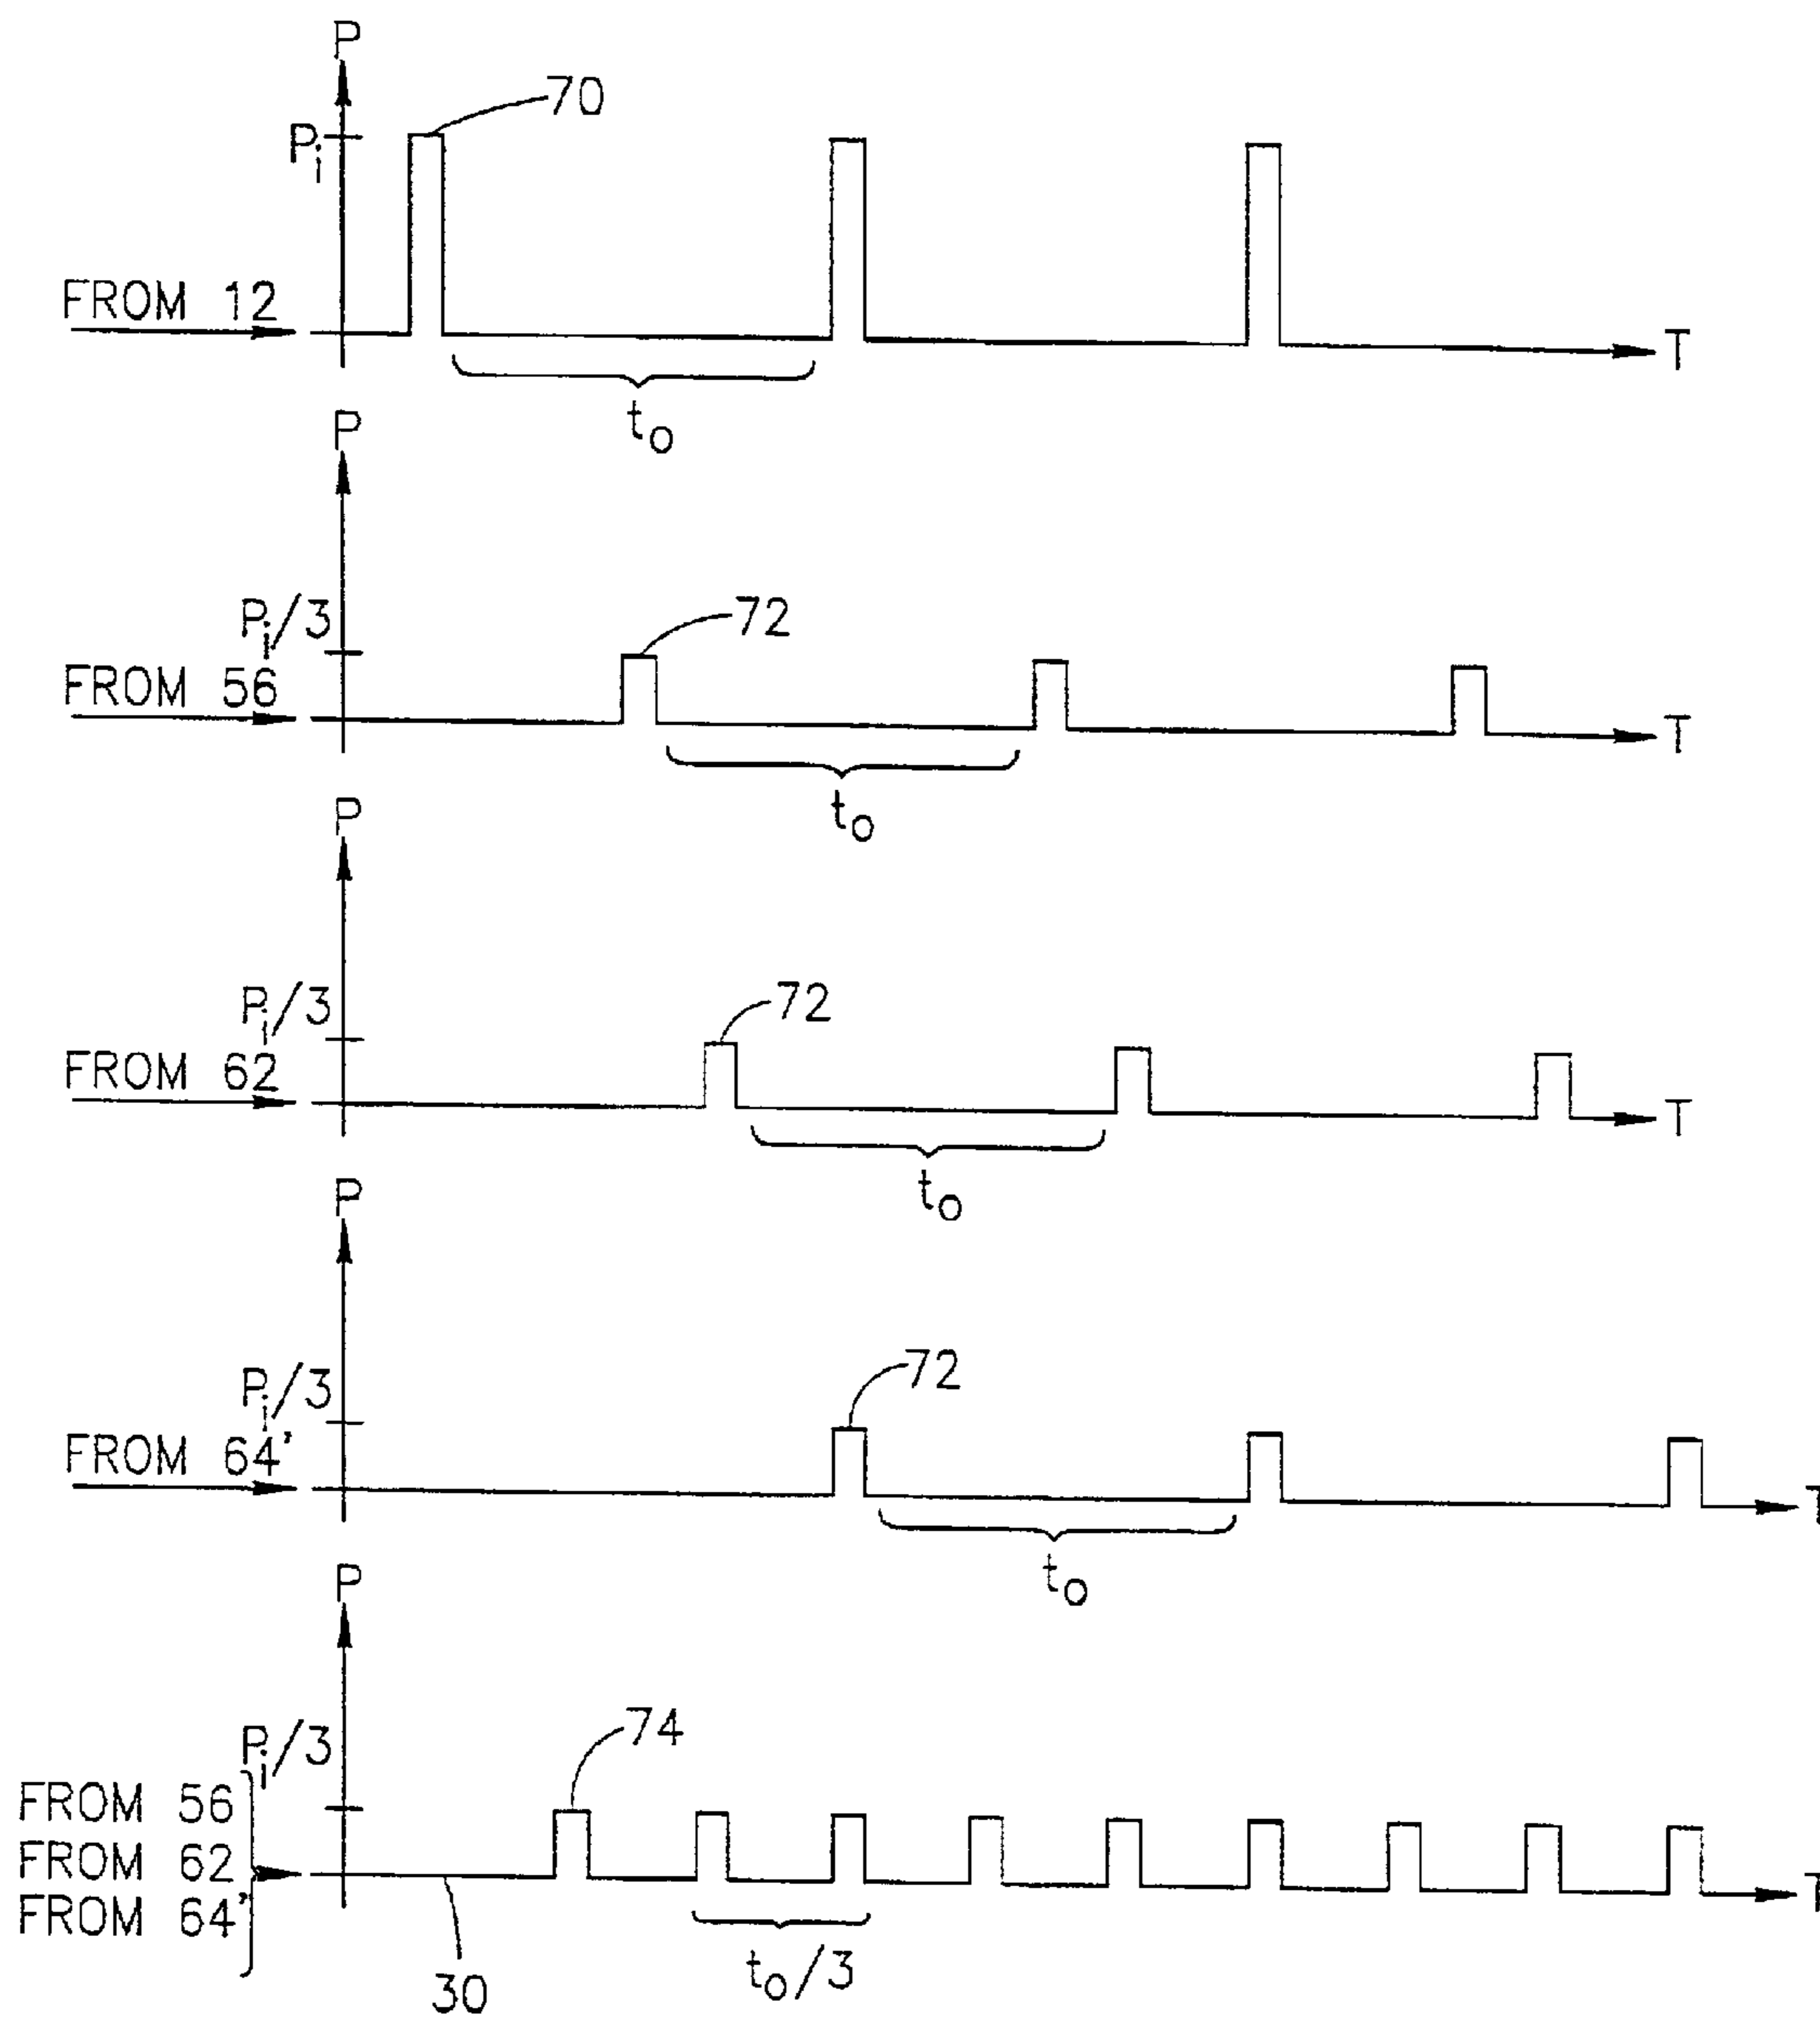 P
70
Pi
FROM 12
T
to
P
Pi/3
72
FROM 56
T
to
P
Pi/3
72
FROM 62
T
to
P
Pi/3
72
FROM 64'
T
to
P
Pi/3
74
FROM 56
FROM 62
FROM 64'
T
30
to/3